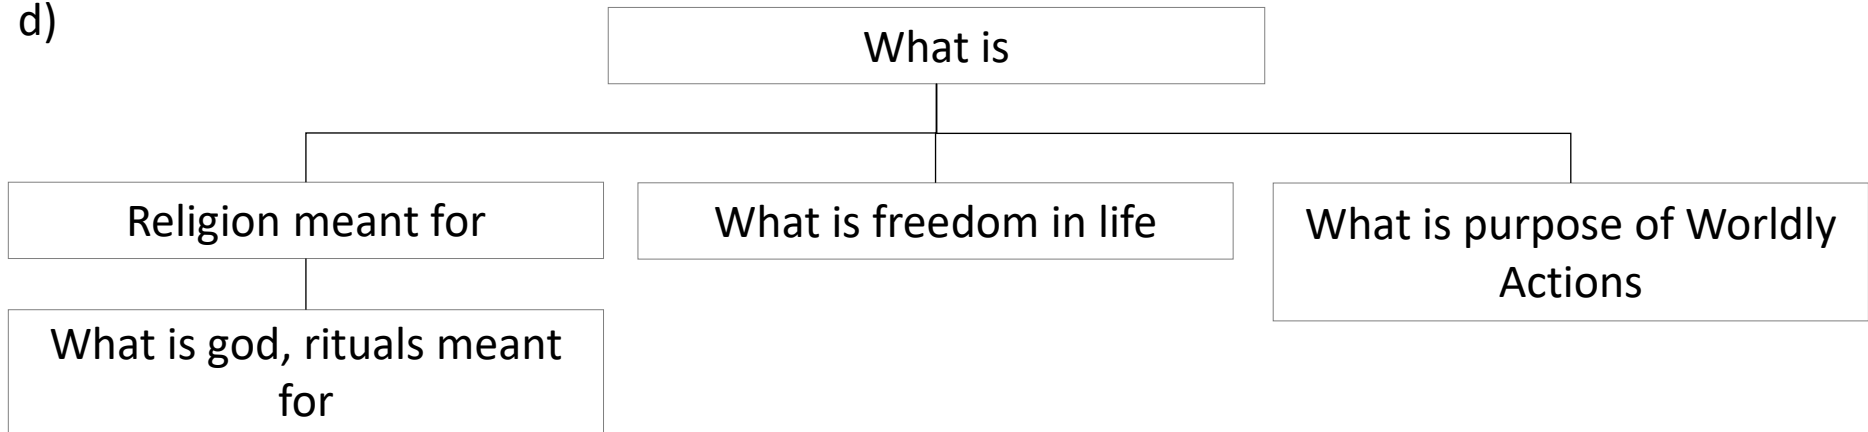 d)
What is
Religion meant for
What is freedom in life
What is purpose of Worldly
Actions
What is god, rituals meant
for